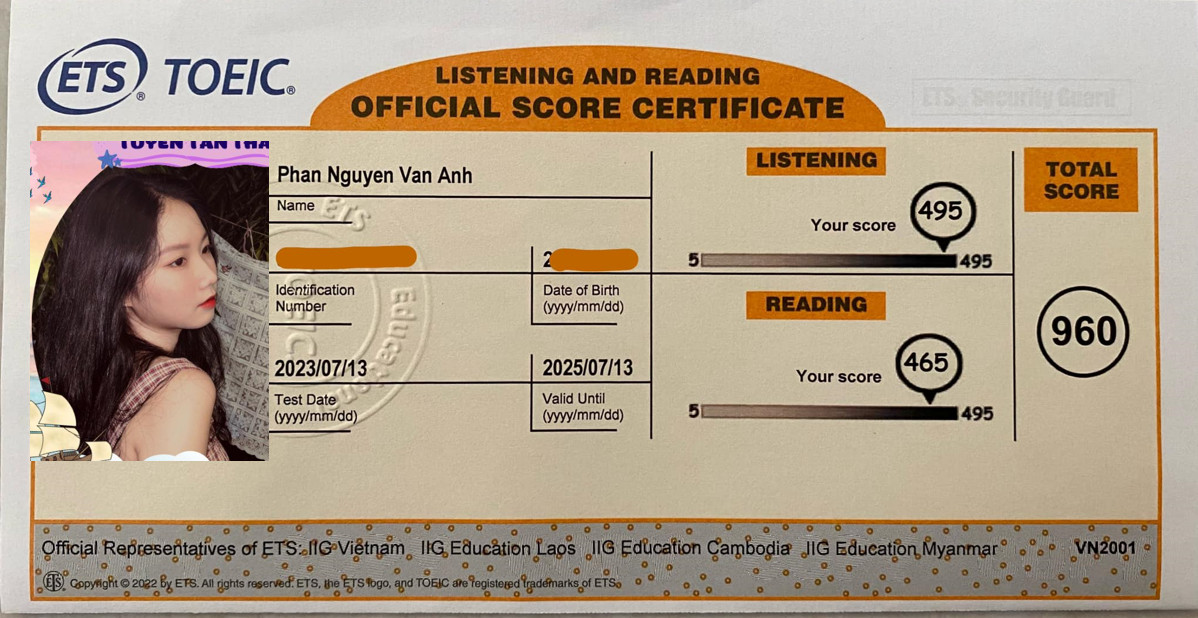 ETS® TOEIC®
LISTENING AND READING
OFFICIAL SCORE CERTIFICATE
ETS® Security Guard
TUYEN TAN THA
Phan Nguyen Van Anh
Name
2
Identification
Number
Date of Birth
(yyyy/mm/dd)
2023/07/13
Test Date
(yyyy/mm/dd)
2025/07/13
Valid Until
(yyyy/mm/dd)
ETS
TOEIC
Educational
LISTENING
Your score
495
5
495
READING
Your score
465
5
495
TOTAL
SCORE
960
Official Representatives of ETS: IIG Vietnam IIG Education Laos IIG Education Cambodia IIG Education Myanmar VN2001
ETS® Copyright © 2022 by ETS. All rights reserved. ETS, the ETS logo, and TOEIC are registered trademarks of ETS.